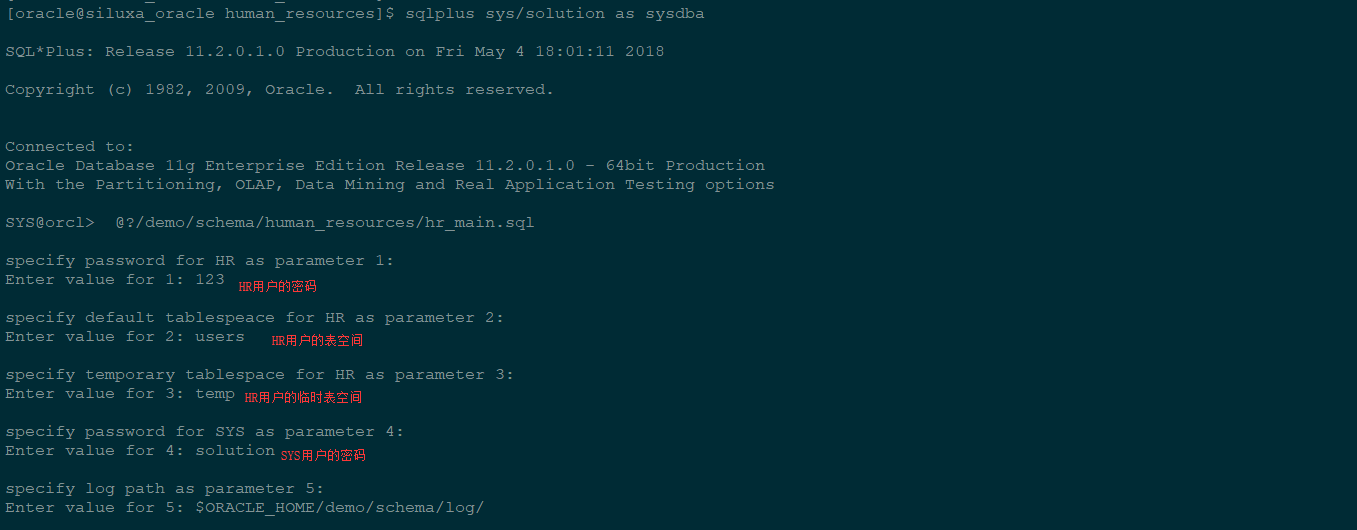 [oracle@siluxa_oracle human_resources]$ sqlplus sys/solution as sysdba
SQL*Plus: Release 11.2.0.1.0 Production on Fri May 4 18:01:11 2018
Copyright (c) 1982, 2009, Oracle.  All rights reserved.
Connected to:
Oracle Database 11g Enterprise Edition Release 11.2.0.1.0 - 64bit Production
With the Partitioning, OLAP, Data Mining and Real Application Testing options
SYS@orcl>  @?/demo/schema/human_resources/hr_main.sql
specify password for HR as parameter 1:
Enter value for 1: 123 HR用户的密码
specify default tablespeace for HR as parameter 2:
Enter value for 2: users HR用户的表空间
specify temporary tablespace for HR as parameter 3:
Enter value for 3: temp HR用户的临时表空间
specify password for SYS as parameter 4:
Enter value for 4: solution SYS用户的密码
specify log path as parameter 5:
Enter value for 5: $ORACLE_HOME/demo/schema/log/